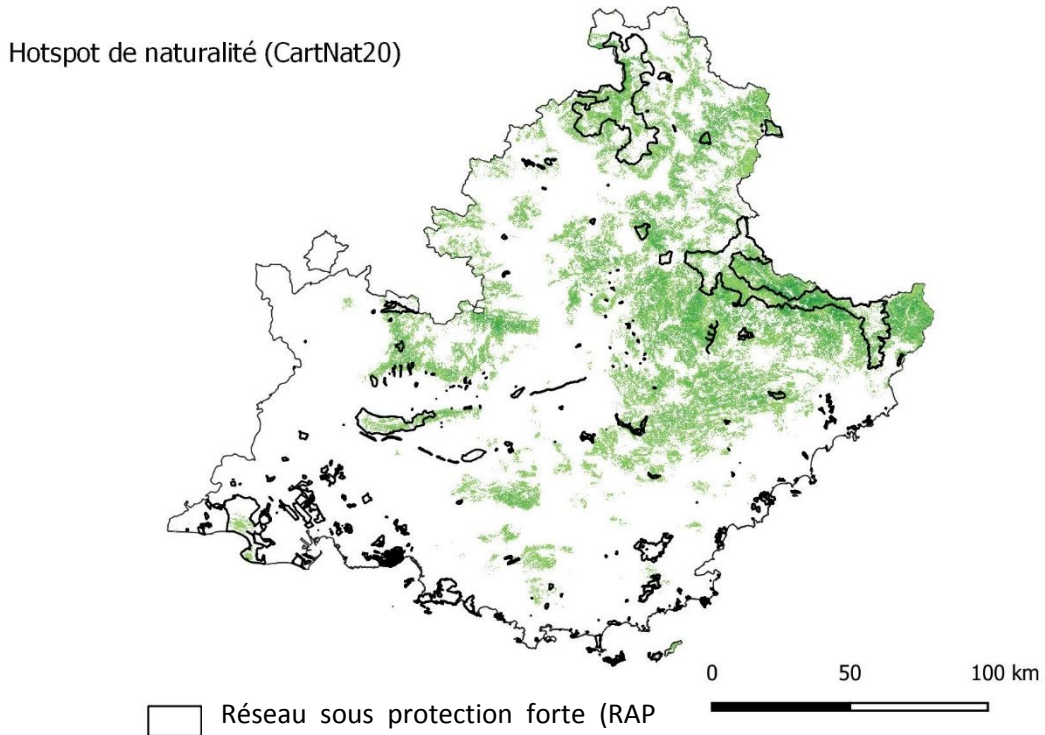 Hotspot de naturalité (CartNat20)
0 50 100 km
Réseau sous protection forte (RAP